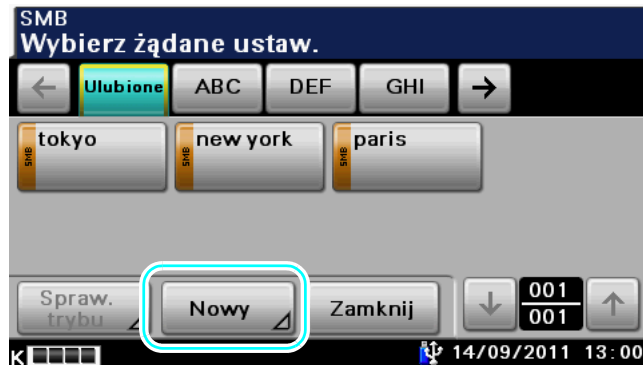 SMB
Wybierz żądane ustaw.
← Ulubione ABC DEF GHI →
SMB tokyo SMB new york SMB paris
Spraw. trybu Nowy Zamknij ↓ 001 001 ↑
K 14/09/2011 13:00